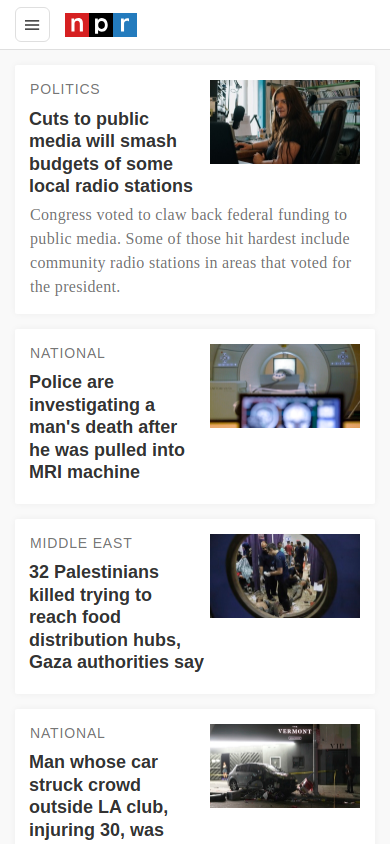 npr
POLITICS
Cuts to public
media will smash
budgets of some
local radio stations
Congress voted to claw back federal funding to
public media. Some of those hit hardest include
community radio stations in areas that voted for
the president.
NATIONAL
Police are
investigating a
man's death after
he was pulled into
MRI machine
MIDDLE EAST
32 Palestinians
killed trying to
reach food
distribution hubs,
Gaza authorities say
NATIONAL
VERMONT
VIP
Man whose car
struck crowd
outside LA club,
injuring 30, was